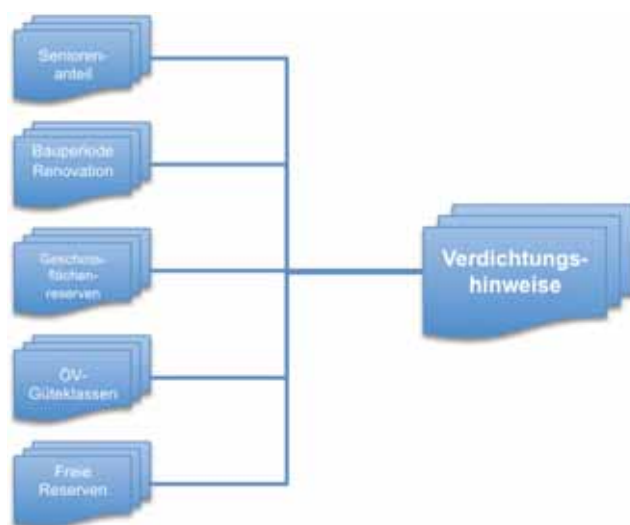 Senioren-
anteil
Bauperiode
Renovation
Geschoss-
flächen-
reserven
ÖV-
Güteklassen
Freie
Reserven
Verdichtungs-
hinweise